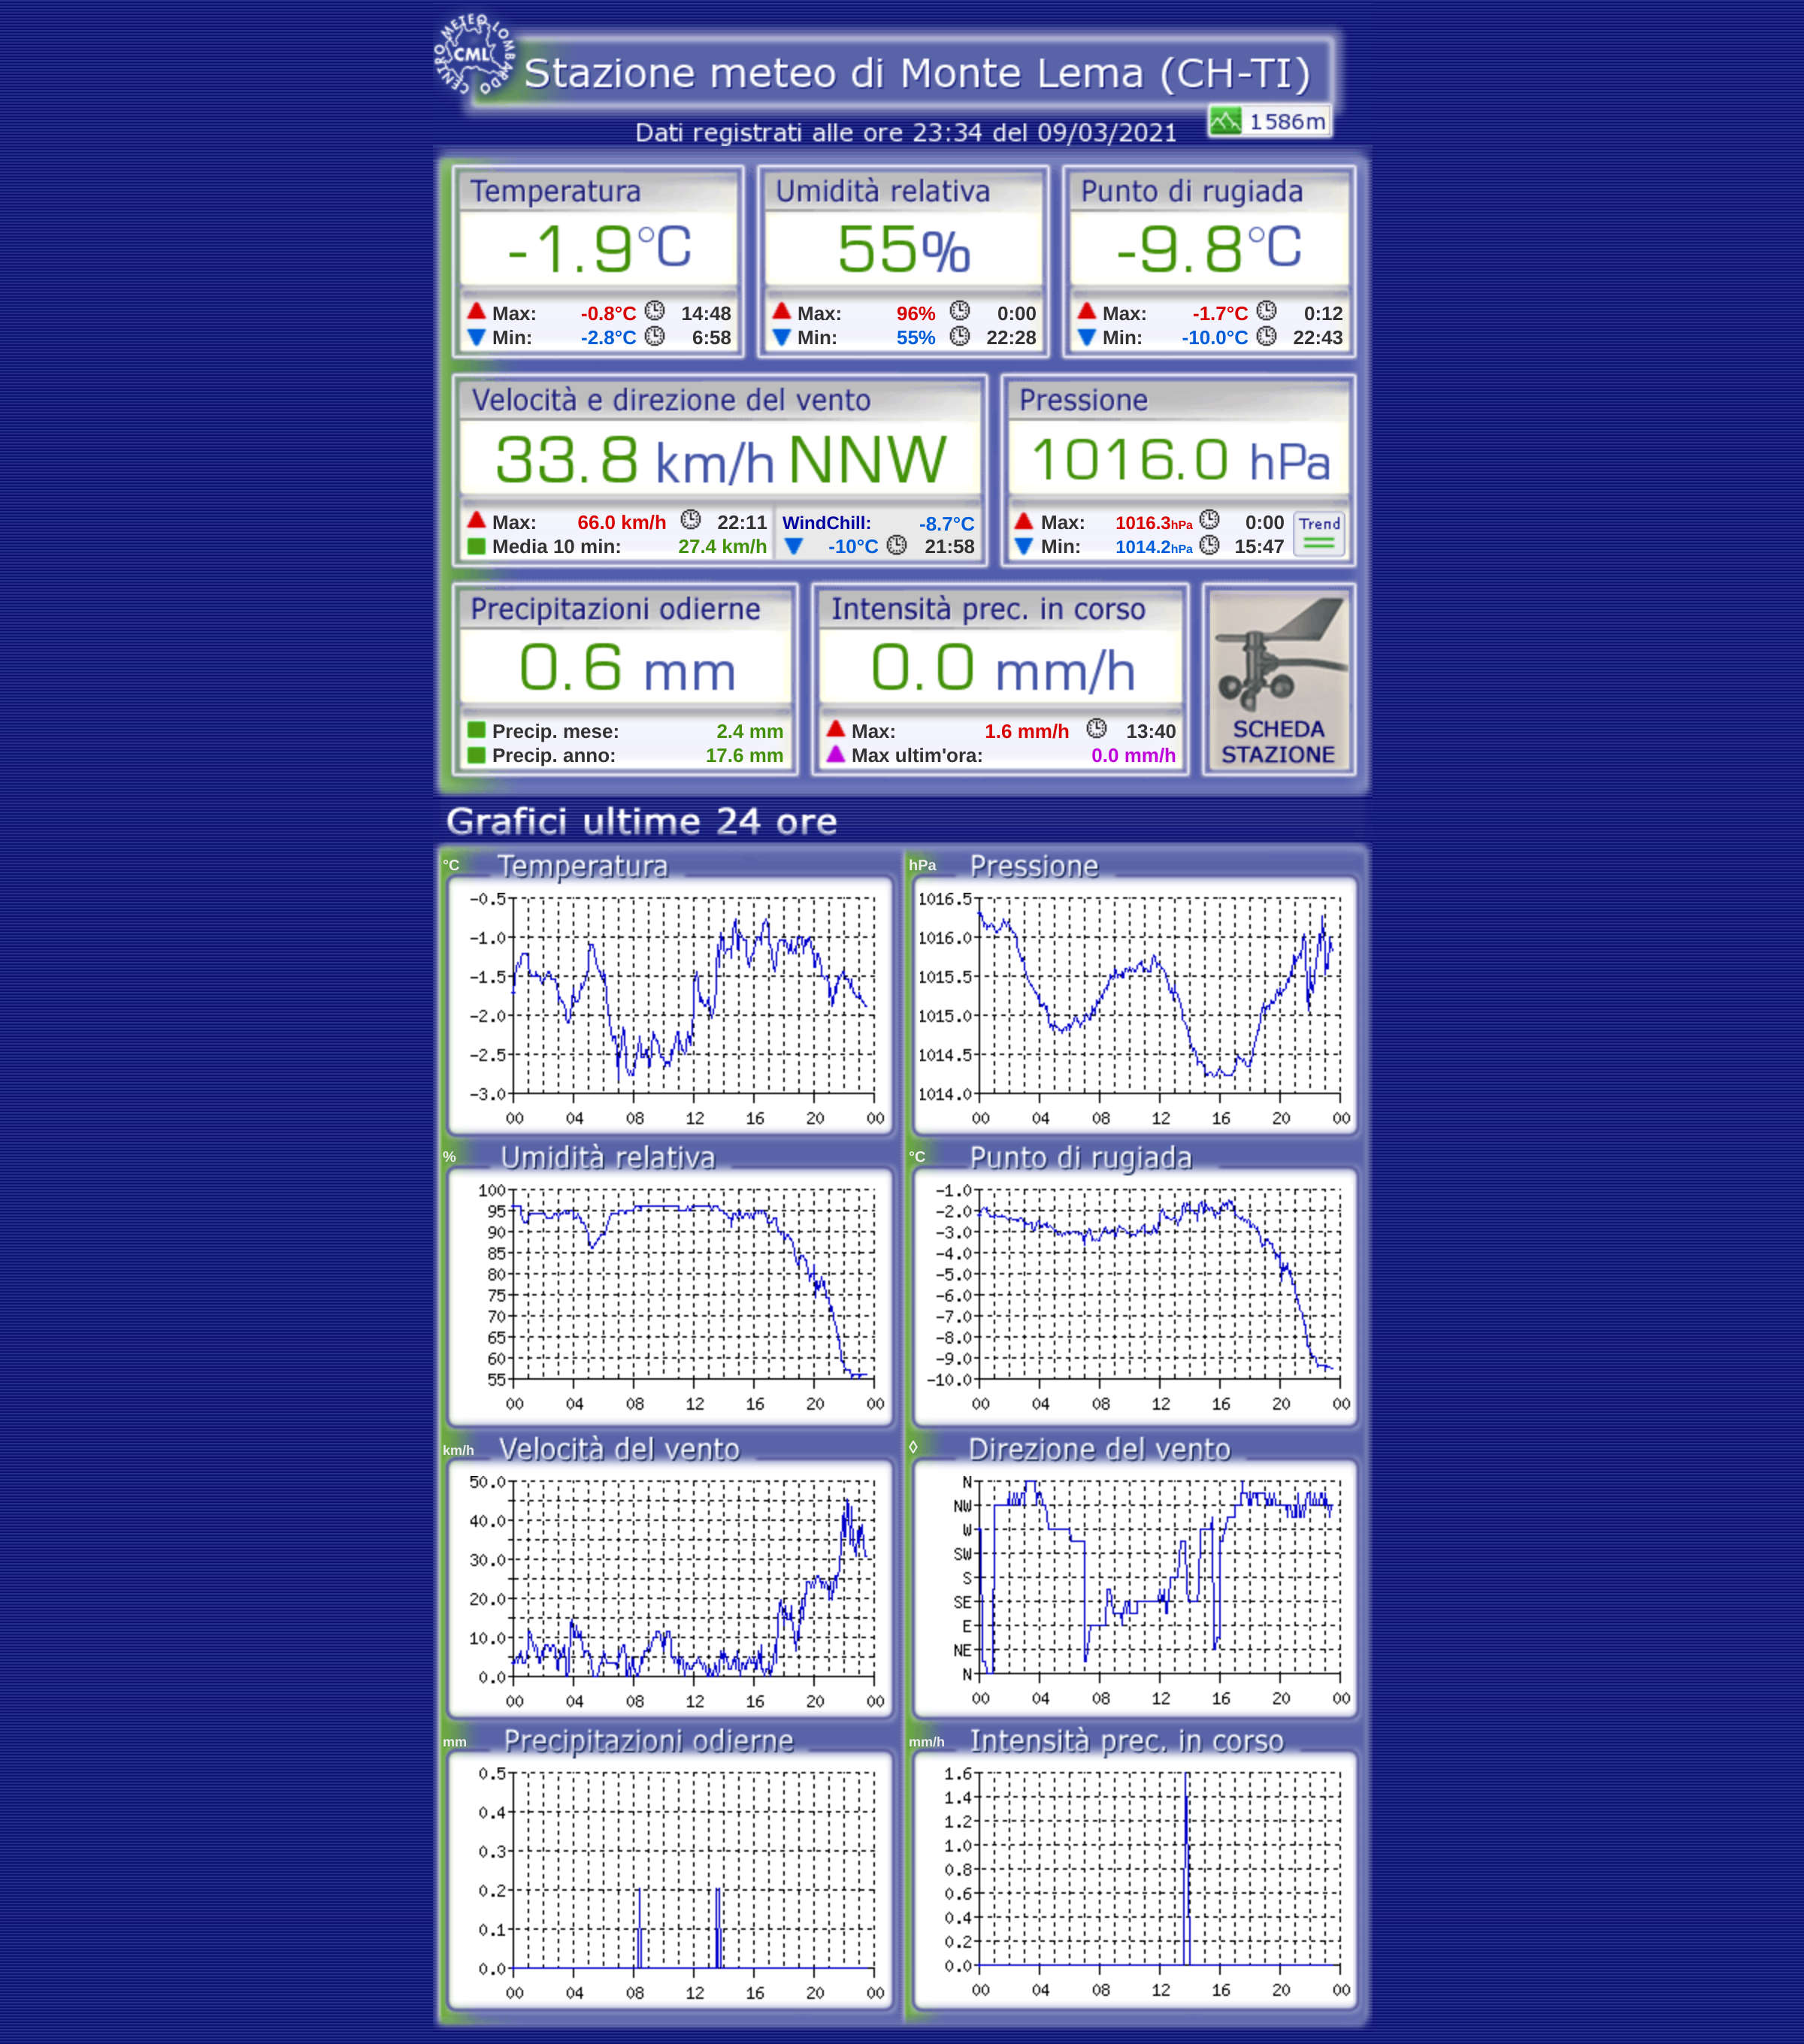 CENTRO METEO LOMBARDO
CML
Stazione meteo di Monte Lema (CH-TI)
1586m
Dati registrati alle ore 23:34 del 09/03/2021
Temperatura Umidità relativa Punto di rugiada
-1.9°C 55% -9.8°C
Max: -0.8°C 14:48 Max: 96% 0:00 Max: -1.7°C 0:12
Min: -2.8°C 6:58 Min: 55% 22:28 Min: -10.0°C 22:43
Velocità e direzione del vento Pressione
33.8 km/h NNW 1016.0 hPa
Max: 66.0 km/h 22:11 WindChill: -8.7°C Max: 1016.3hPa 0:00 Trend
Media 10 min: 27.4 km/h -10°C 21:58 Min: 1014.2hPa 15:47
Precipitazioni odierne Intensità prec. in corso
0.6 mm 0.0 mm/h
Precip. mese: 2.4 mm Max: 1.6 mm/h 13:40 SCHEDA
Precip. anno: 17.6 mm Max ultim'ora: 0.0 mm/h STAZIONE
Grafici ultime 24 ore
°C Temperatura
-0.5
-1.0
-1.5
-2.0
-2.5
-3.0
00 04 08 12 16 20 00
hPa Pressione
1016.5
1016.0
1015.5
1015.0
1014.5
1014.0
00 04 08 12 16 20 00
% Umidità relativa
100
95
90
85
80
75
70
65
60
55
00 04 08 12 16 20 00
°C Punto di rugiada
-1.0
-2.0
-3.0
-4.0
-5.0
-6.0
-7.0
-8.0
-9.0
-10.0
00 04 08 12 16 20 00
km/h Velocità del vento
50.0
40.0
30.0
20.0
10.0
0.0
00 04 08 12 16 20 00
◊ Direzione del vento
N
NW
W
SW
S
SE
E
NE
N
00 04 08 12 16 20 00
mm Precipitazioni odierne
0.5
0.4
0.3
0.2
0.1
0.0
00 04 08 12 16 20 00
mm/h Intensità prec. in corso
1.6
1.4
1.2
1.0
0.8
0.6
0.4
0.2
0.0
00 04 08 12 16 20 00